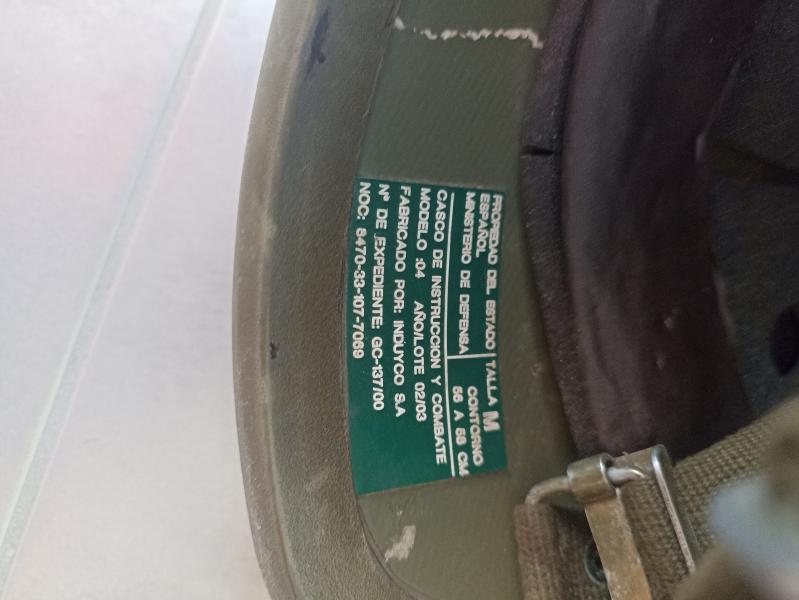 PROPIEDAD DEL ESTADO
ESPAÑOL
MINISTERIO DE DEFENSA
TALLA M
CONTORNO
56 A 58 CM
CASCO DE INSTRUCCION Y COMBATE
MODELO :04 AÑO/LOTE 02/03
FABRICADO POR: INDUYCO S.A
Nº DE EXPEDIENTE: GC-137/00
NOC: 8470-33-107-7069